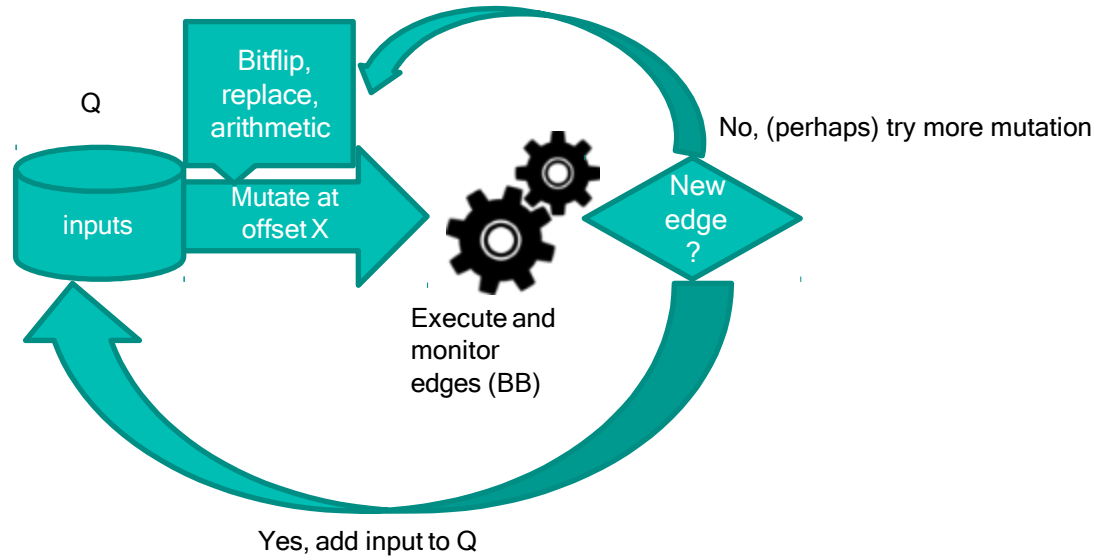 Bitflip,
replace,
arithmetic
Q
No, (perhaps) try more mutation
inputs
Mutate at
offset X
New
edge
?
Execute and
monitor
edges (BB)
Yes, add input to Q